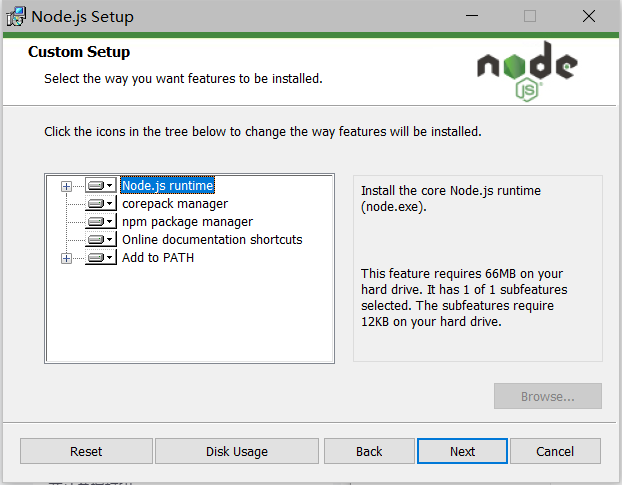 Node.js Setup
Custom Setup
Select the way you want features to be installed.
node
JS
Click the icons in the tree below to change the way features will be installed.
Node.js runtime
corepack manager
npm package manager
Online documentation shortcuts
Add to PATH
Install the core Node.js runtime
(node.exe).
This feature requires 66MB on your
hard drive. It has 1 of 1 subfeatures
selected. The subfeatures require
12KB on your hard drive.
Browse...
Reset
Disk Usage
Back
Next
Cancel